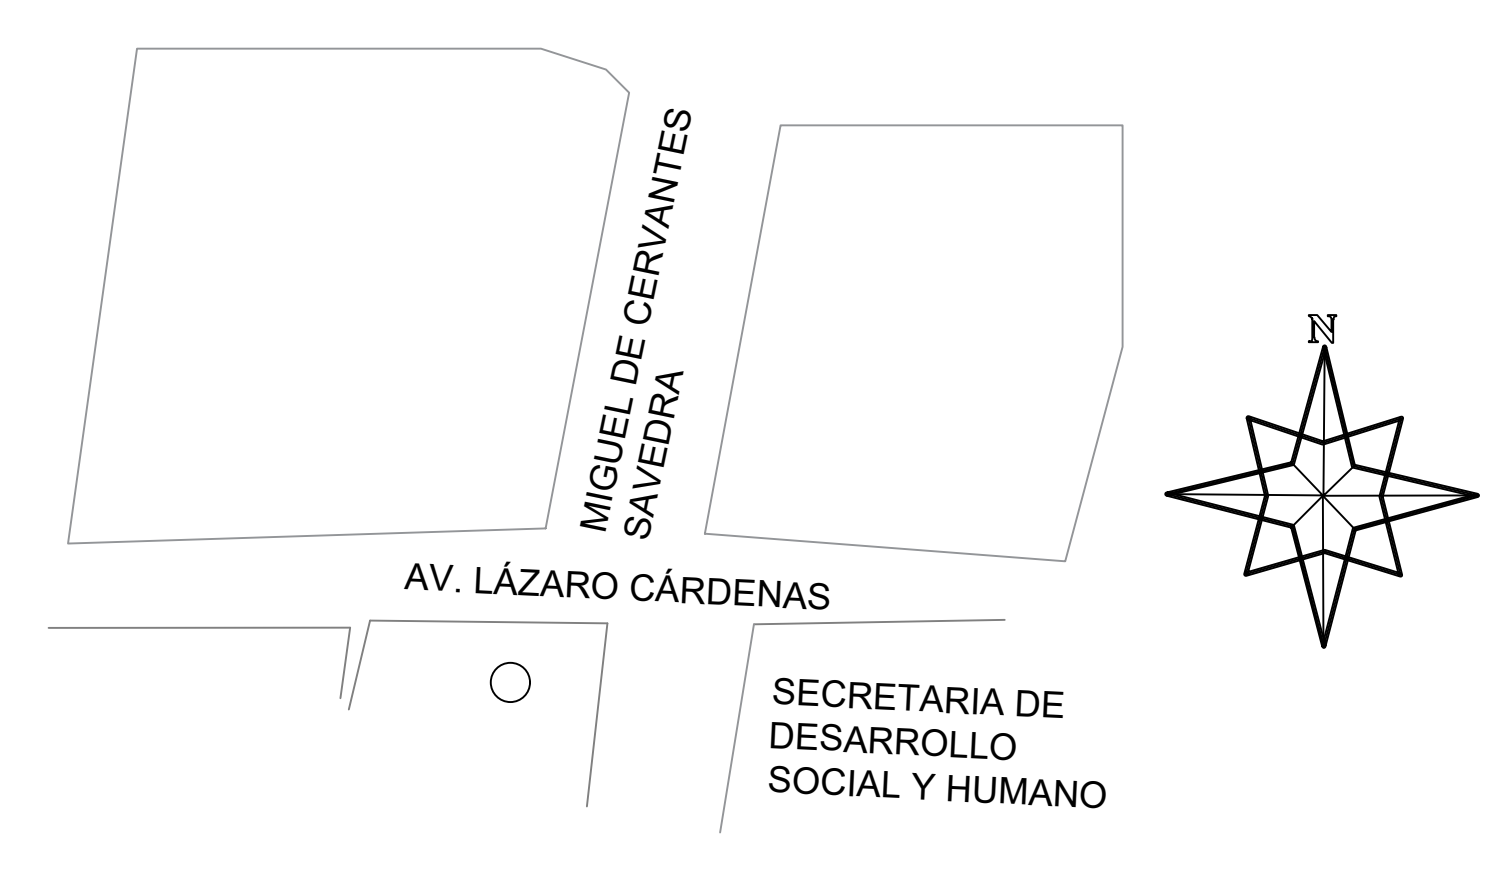 MIGUEL DE CERVANTES
SAVEDRA
N
AV. LÁZARO CÁRDENAS
SECRETARIA DE
DESARROLLO
SOCIAL Y HUMANO